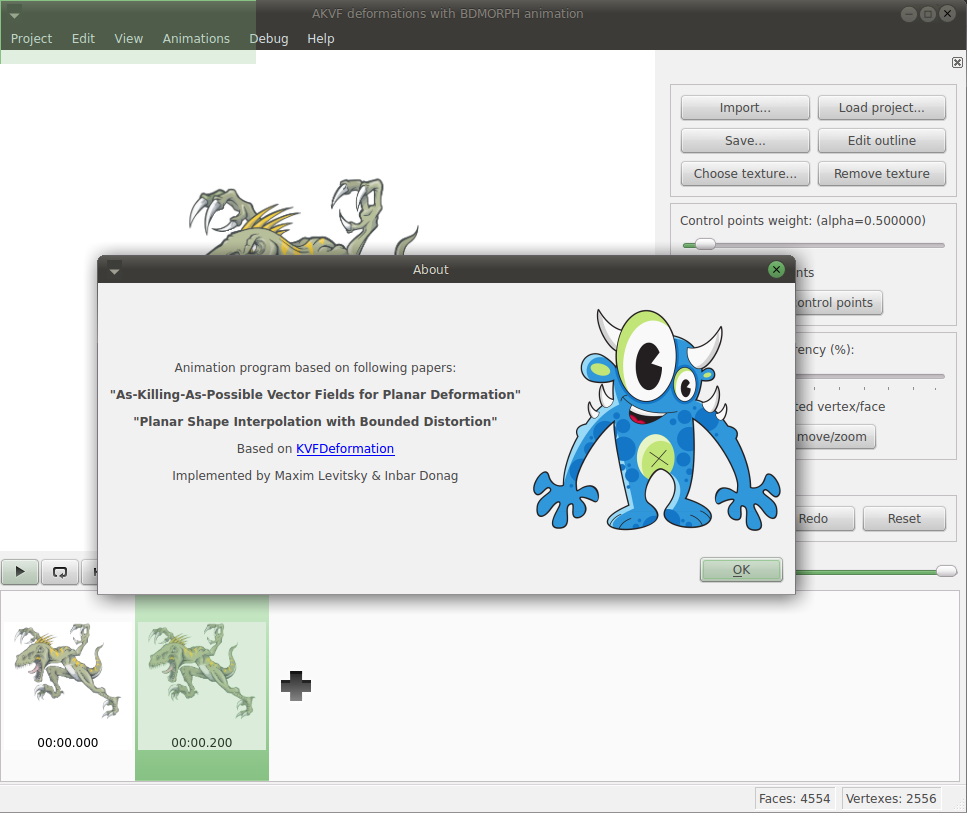 AKVF deformations with BDMORPH animation
Project Edit View Animations Debug Help
Import... Load project...
Save... Edit outline
Choose texture... Remove texture
Control points weight: (alpha=0.500000)
About
points
Animation program based on following papers:
"As-Killing-As-Possible Vector Fields for Planar Deformation"
"Planar Shape Interpolation with Bounded Distortion"
Based on KVFDeformation
Implemented by Maxim Levitsky & Inbar Donag
OK
(%):
vertex/face
move/zoom
Redo Reset
00:00.000 00:00.200
Faces: 4554 Vertexes: 2556